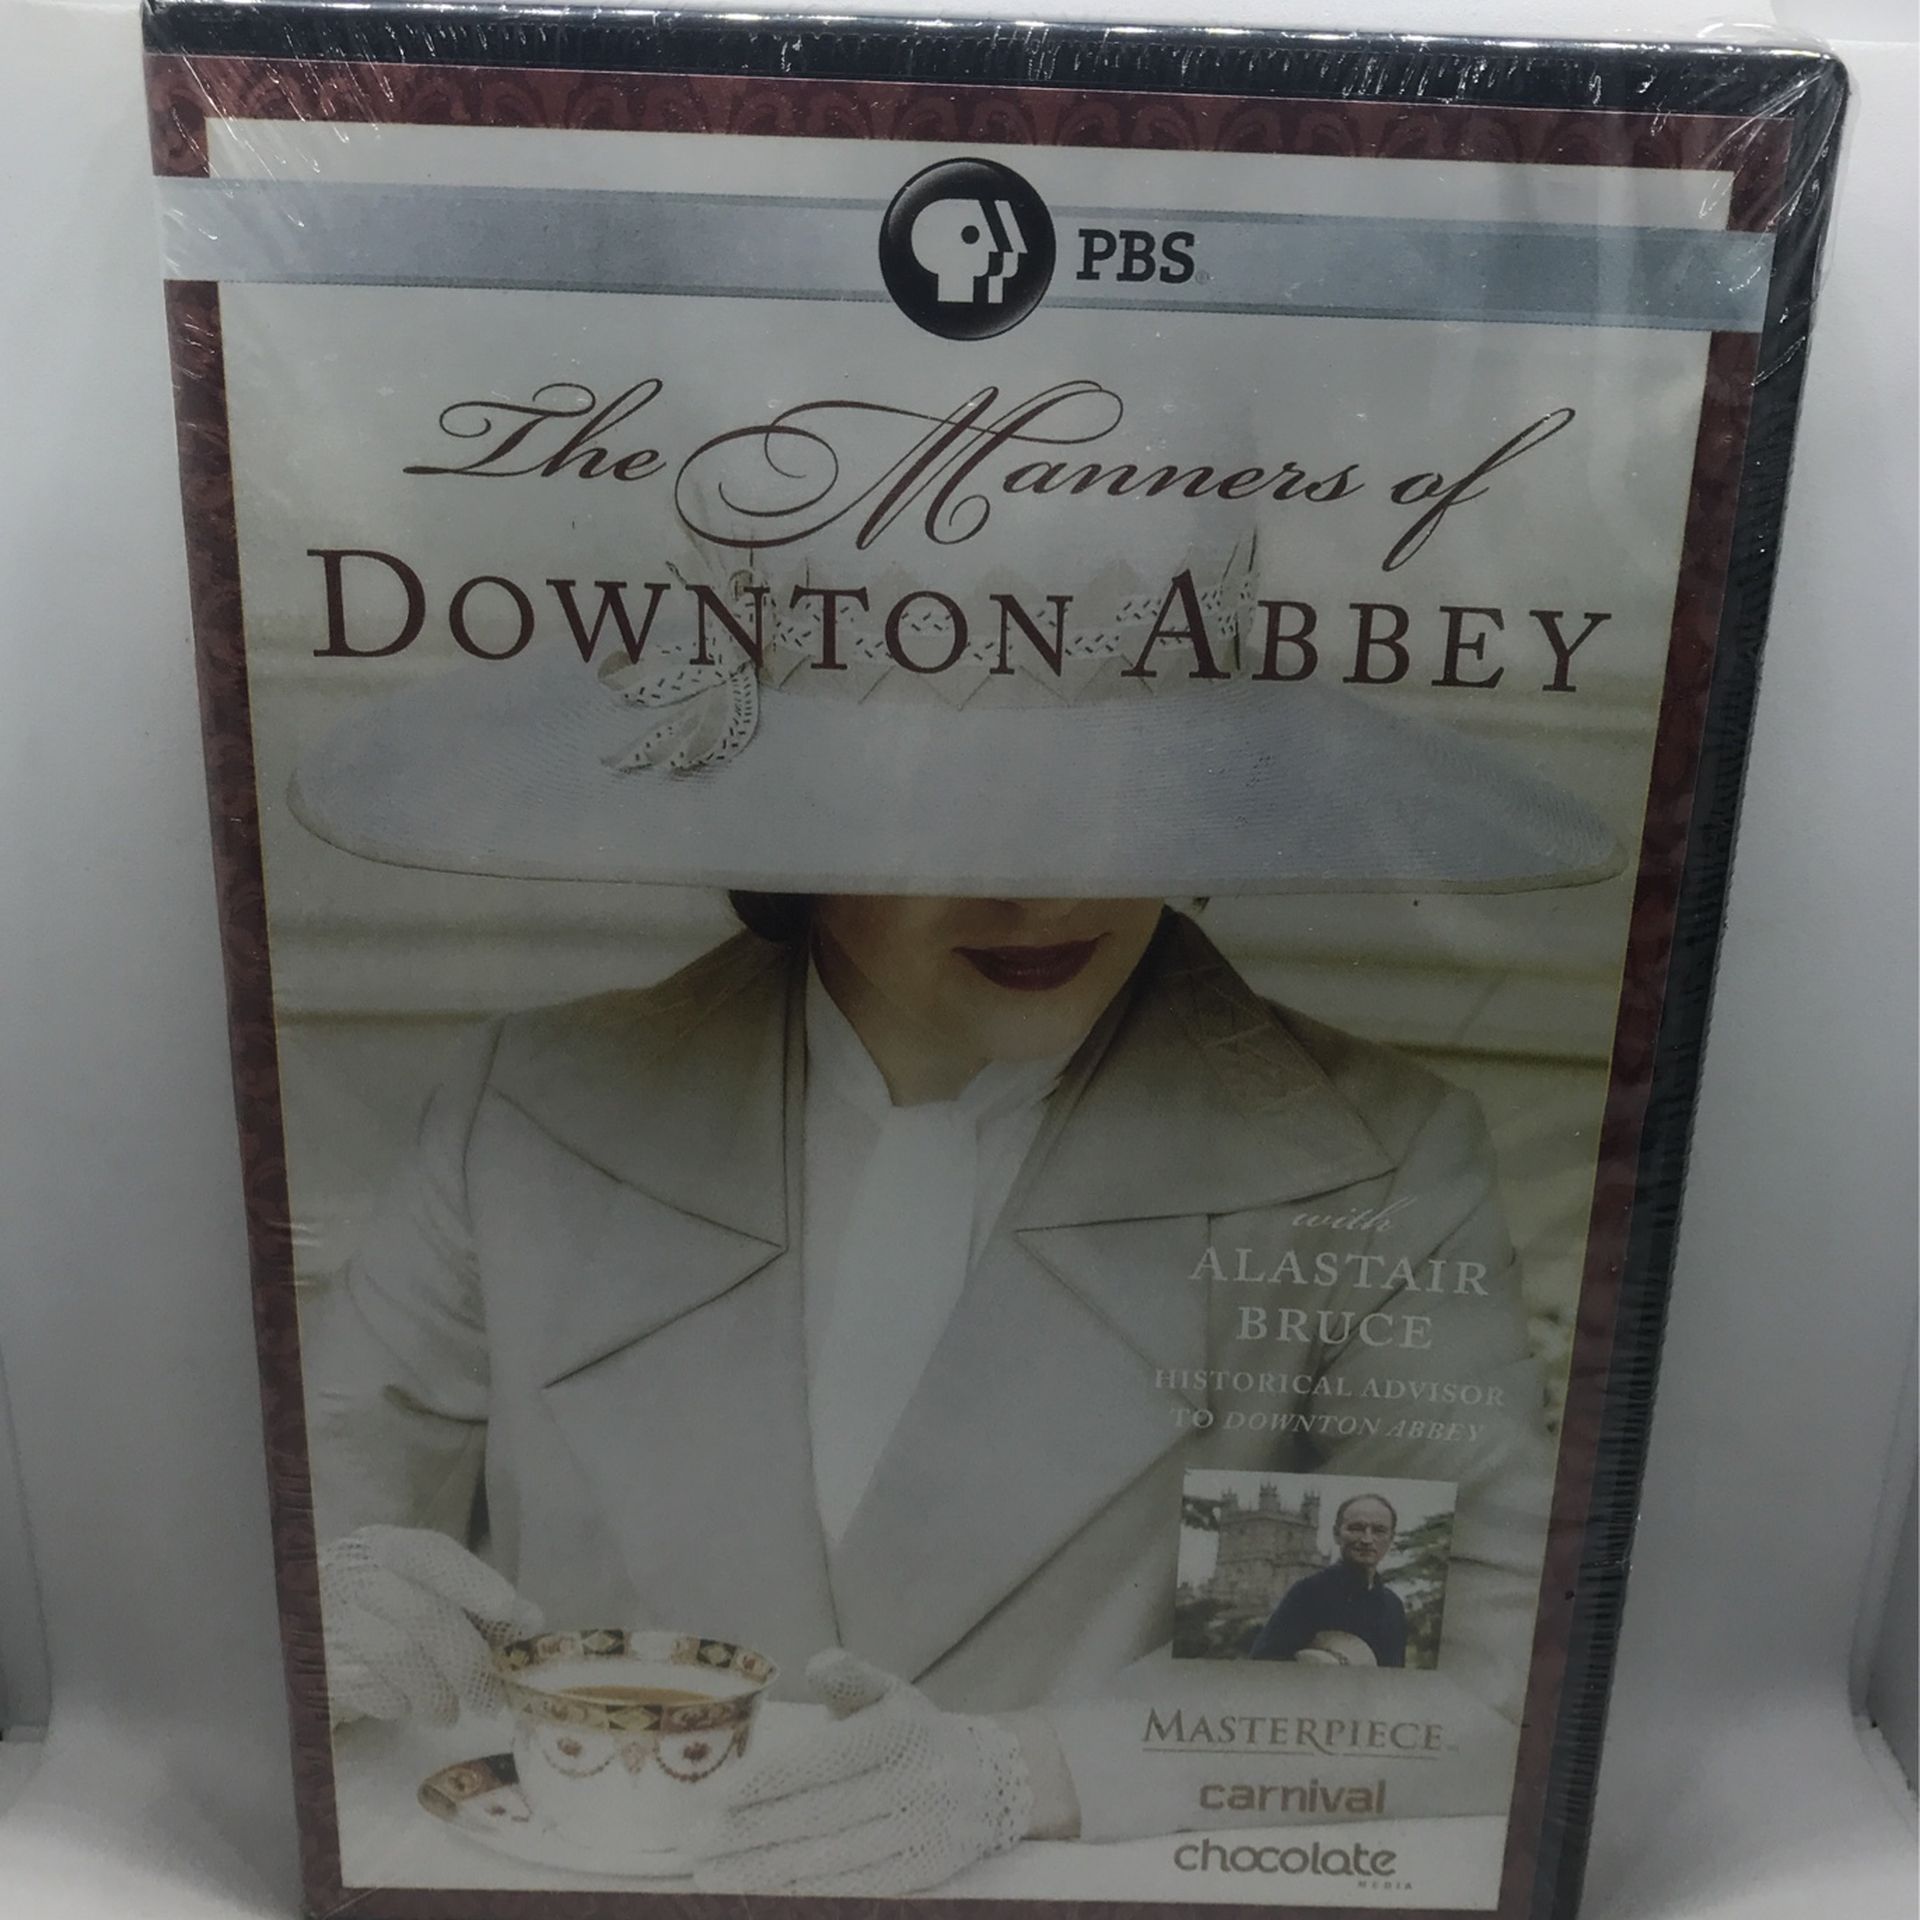 PBS
The Manners of
DOWNTON ABBEY
with
ALASTAIR
BRUCE
HISTORICAL ADVISOR
TO DOWNTON ABBEY
MASTERPIECE
carnival
chocolate
MEDIA